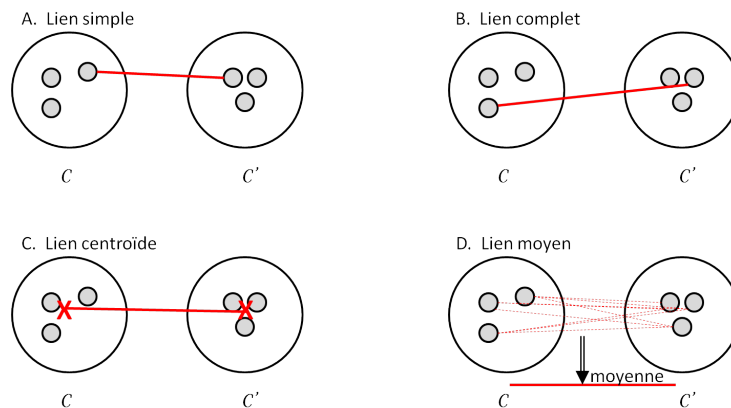 A. Lien simple
B. Lien complet
C
C'
C
C'
C. Lien centroïde
D. Lien moyen
X
X
moyenne
C
C'
C
C'